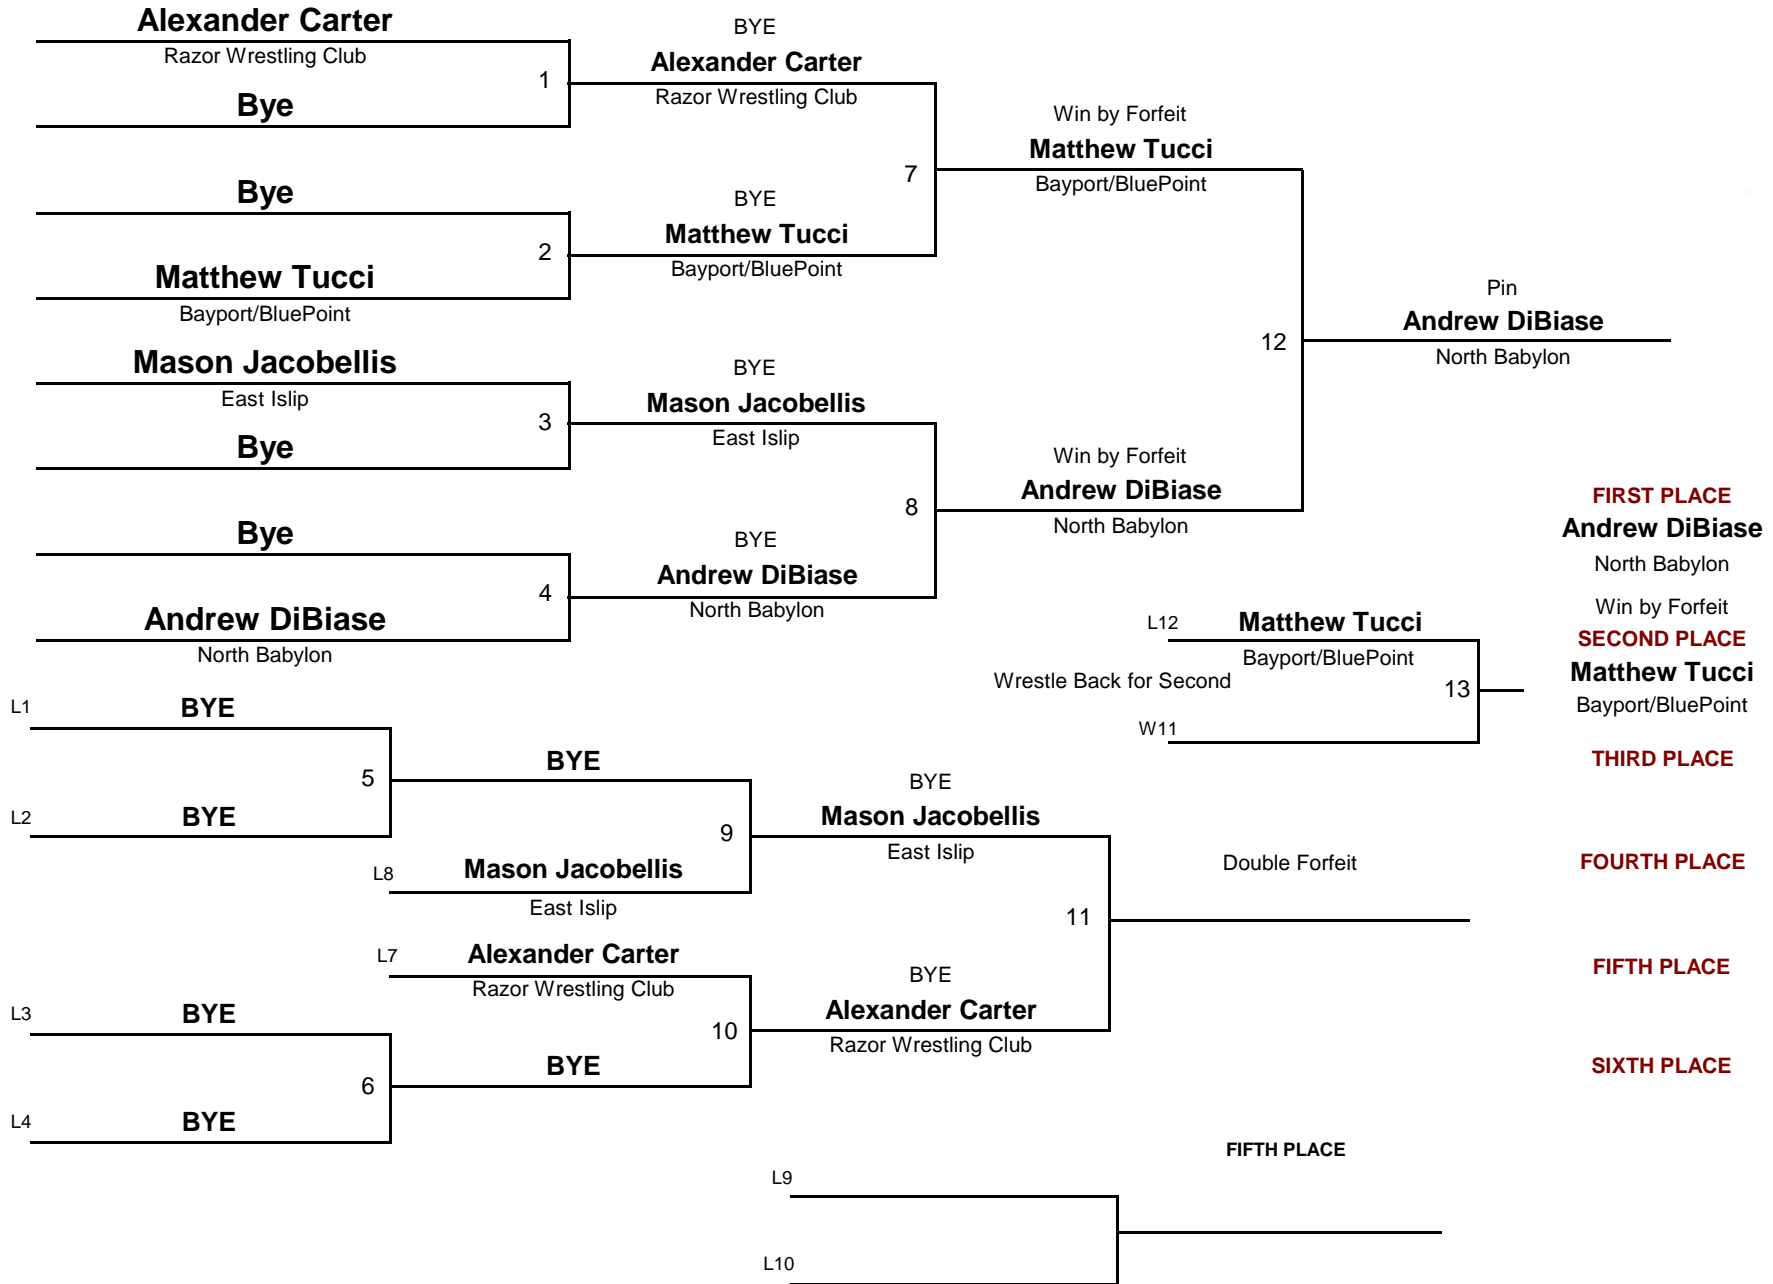 Alexander Carter
Razor Wrestling Club
1
Bye
BYE
Alexander Carter
Razor Wrestling Club
Bye
2
Matthew Tucci
Bayport/BluePoint
BYE
Matthew Tucci
Bayport/BluePoint
7
Win by Forfeit
Matthew Tucci
Bayport/BluePoint
Mason Jacobellis
East Islip
3
Bye
BYE
Mason Jacobellis
East Islip
Bye
4
Andrew DiBiase
North Babylon
BYE
Andrew DiBiase
North Babylon
8
Win by Forfeit
Andrew DiBiase
North Babylon
12
Pin
Andrew DiBiase
North Babylon
FIRST PLACE
Andrew DiBiase
North Babylon
Win by Forfeit
SECOND PLACE
Matthew Tucci
Bayport/BluePoint
THIRD PLACE
FOURTH PLACE
FIFTH PLACE
SIXTH PLACE
L12
Matthew Tucci
Bayport/BluePoint
Wrestle Back for Second
13
W11
L1
BYE
5
L2
BYE
BYE
9
L8
Mason Jacobellis
East Islip
BYE
Mason Jacobellis
East Islip
L7
Alexander Carter
Razor Wrestling Club
10
L3
BYE
6
L4
BYE
BYE
BYE
Alexander Carter
Razor Wrestling Club
11
Double Forfeit
FIFTH PLACE
L9
L10